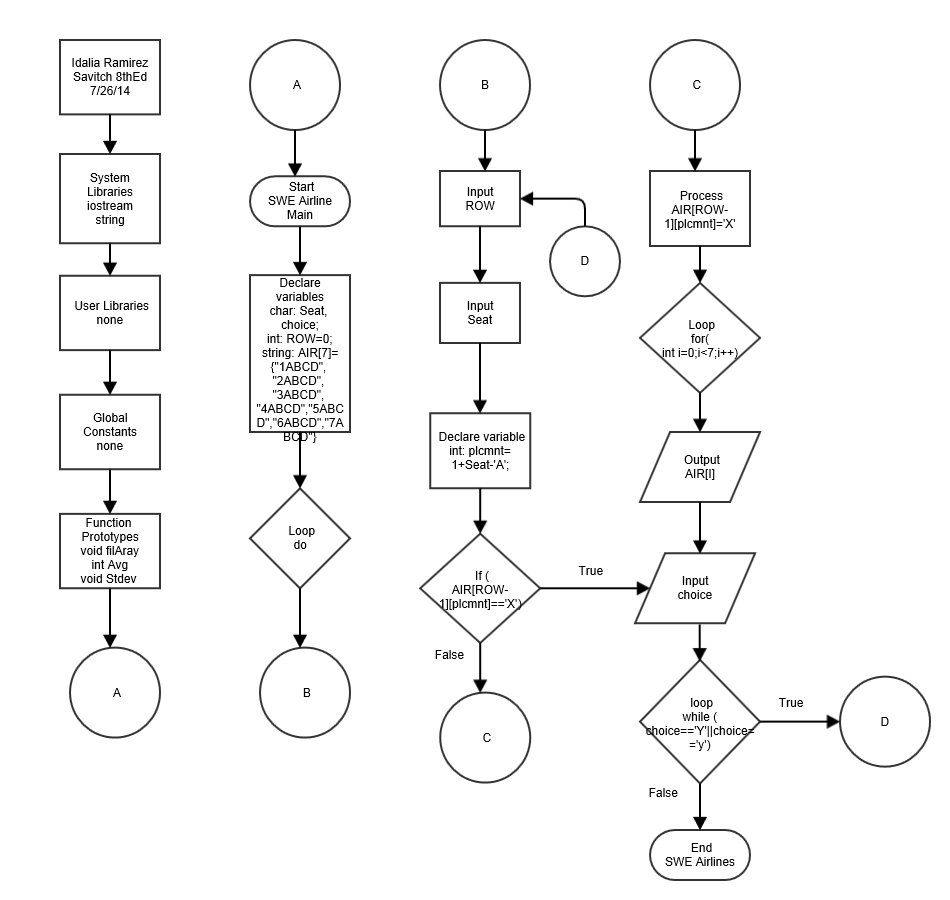 Idalia Ramirez
Savitch 8thEd
7/26/14
System
Libraries
iostream
string
User Libraries
none
Global
Constants
none
Function
Prototypes
void filAray
int Avg
void Stdev
A
A
Start
SWE Airline
Main
Declare
variables
char: Seat,
choice;
int: ROW=0;
string: AIR[7]=
{"1ABCD",
"2ABCD",
"3ABCD",
"4ABCD","5ABC
D","6ABCD","7A
BCD"}
Loop
do
B
B
Input
ROW
D
Input
Seat
Declare variable
int: plcmnt=
1+Seat-'A';
If (
AIR[ROW-
1][plcmnt]=='X')
True
False
C
C
Process
AIR[ROW-
1][plcmnt]='X'
Loop
for(
int i=0;i<7;i++)
Output
AIR[I]
Input
choice
loop
while (
choice=='Y'||choice=
='y')
True
D
False
End
SWE Airlines